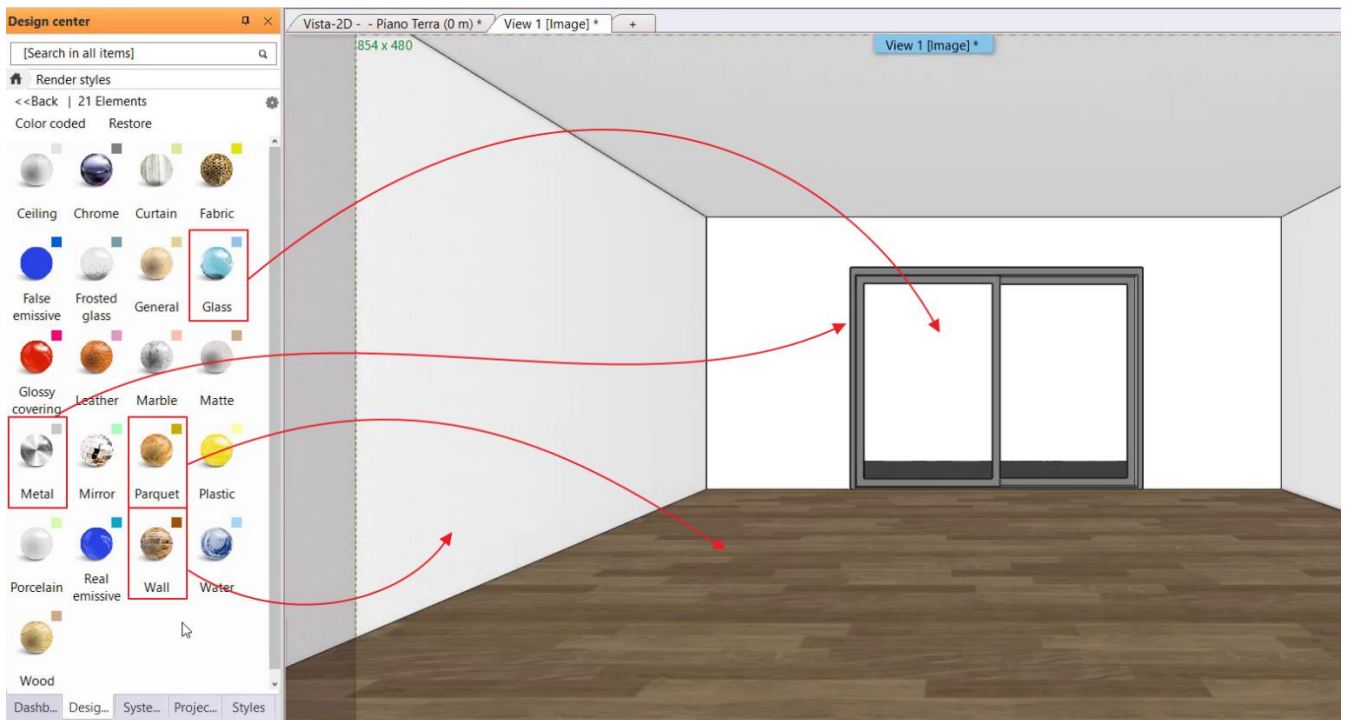 Design center
Vista-2D - - Piano Terra (0 m) *
View 1 [Image] *
+
[Search in all items]
854 x 480
View 1 [Image] *
Render styles
<<Back | 21 Elements
Color coded Restore
Ceiling Chrome Curtain Fabric
False emissive
Frosted glass
General
Glass
Glossy covering
Leather
Marble
Matte
Metal Mirror Parquet Plastic
Porcelain
Real emissive
Wall
Water
Wood
Dashb... Desig... Syste... Projec... Styles